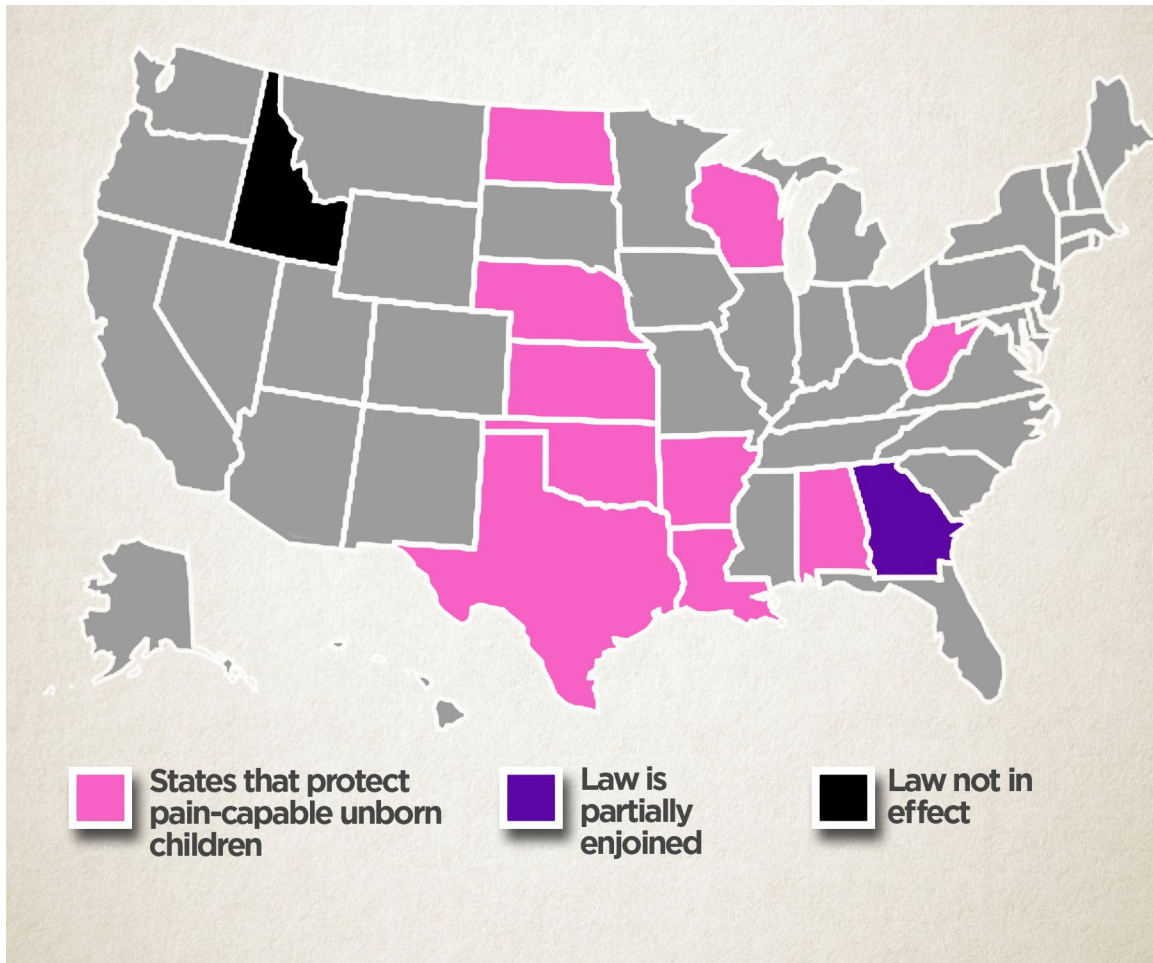 States that protect
pain-capable unborn
children
Law is
partially
enjoined
Law not in
effect